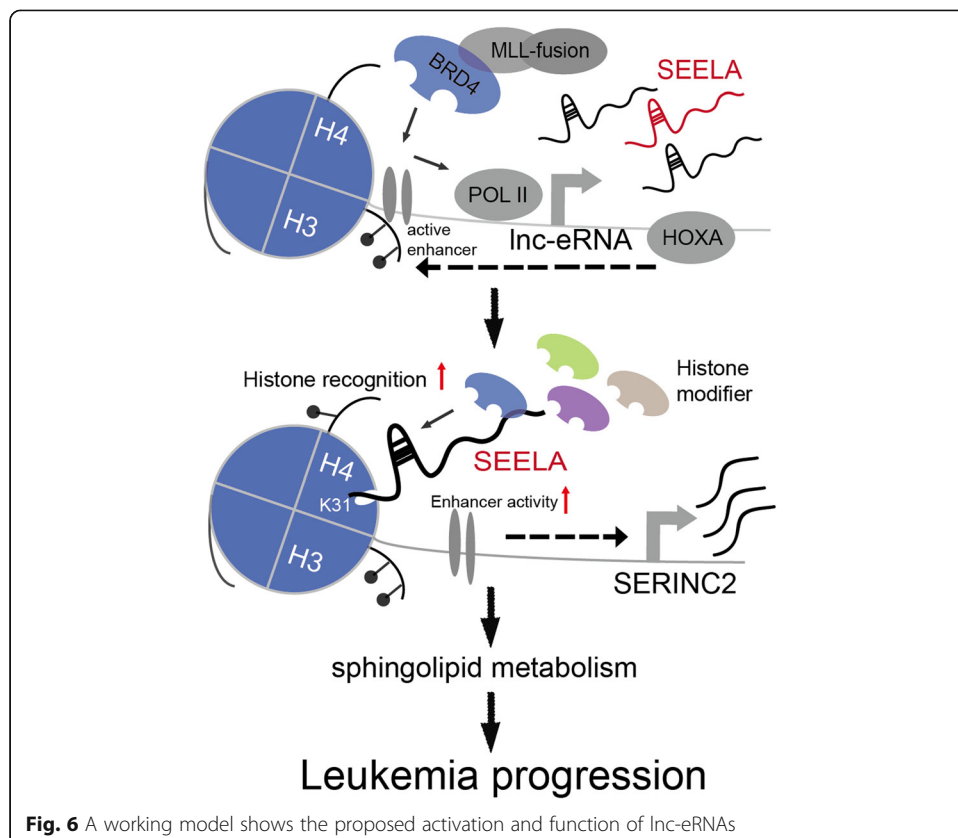 MLL-fusion
BRD4
SEELA
H4
H3
POL II
active
enhancer
lnc-eRNA
HOXA
Histone recognition
Histone
modifier
H4
SEELA
K31
Enhancer activity
H3
SERINC2
sphingolipid metabolism
Leukemia progression
Fig. 6 A working model shows the proposed activation and function of lnc-eRNAs